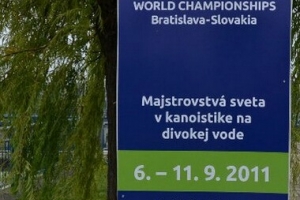 WORLD CHAMPIONSHIPS
Bratislava-Slovakia
Majstrovstvá sveta
v kanoistike na
divokej vode
6. – 11. 9. 2011